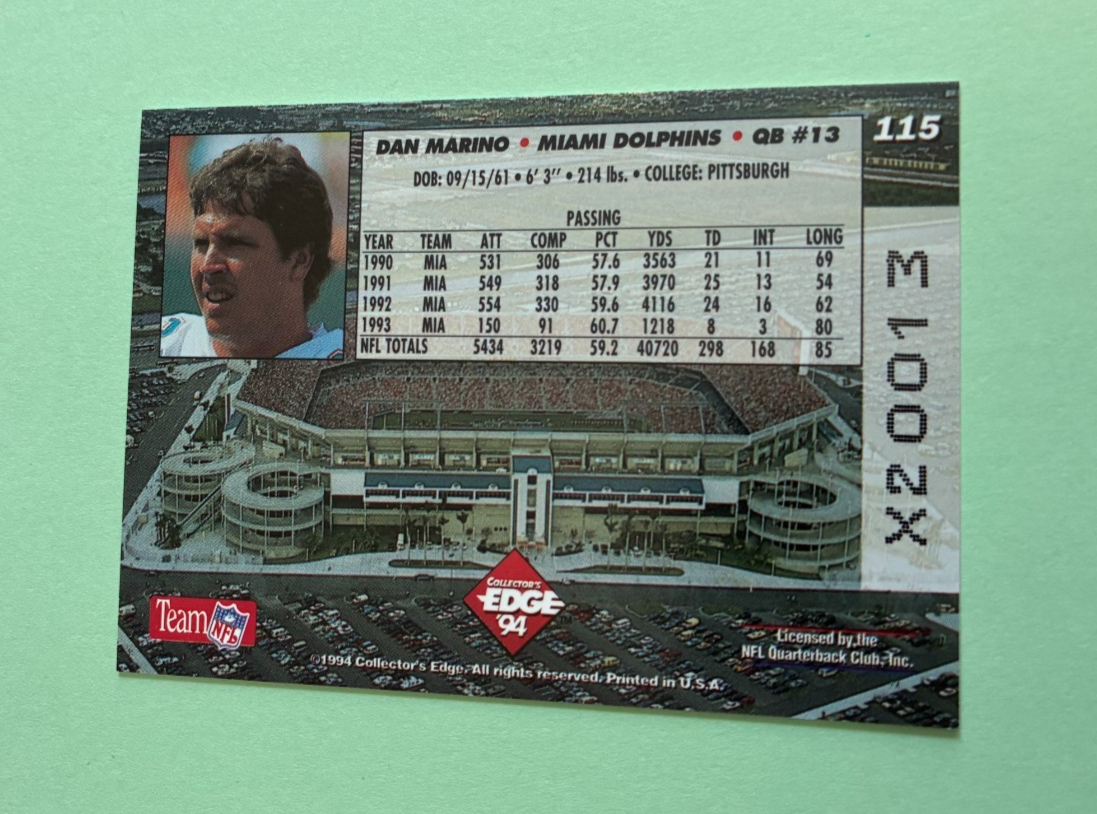 115
DAN MARINO • MIAMI DOLPHINS • QB #13
DOB: 09/15/61 • 6' 3'' • 214 lbs. • COLLEGE: PITTSBURGH
PASSING
YEAR TEAM ATT COMP PCT YDS TD INT LONG
1990 MIA 531 306 57.6 3563 21 11 69
1991 MIA 549 318 57.9 3970 25 13 54
1992 MIA 554 330 59.6 4116 24 16 62
1993 MIA 150 91 60.7 1218 8 3 80
NFL TOTALS 5434 3219 59.2 40720 298 168 85
X2001 M
COLLECTOR'S
EDGE™
'94
Team NFL
Licensed by the
NFL Quarterback Club, Inc.
©1994 Collector's Edge. All rights reserved. Printed in U.S.A.